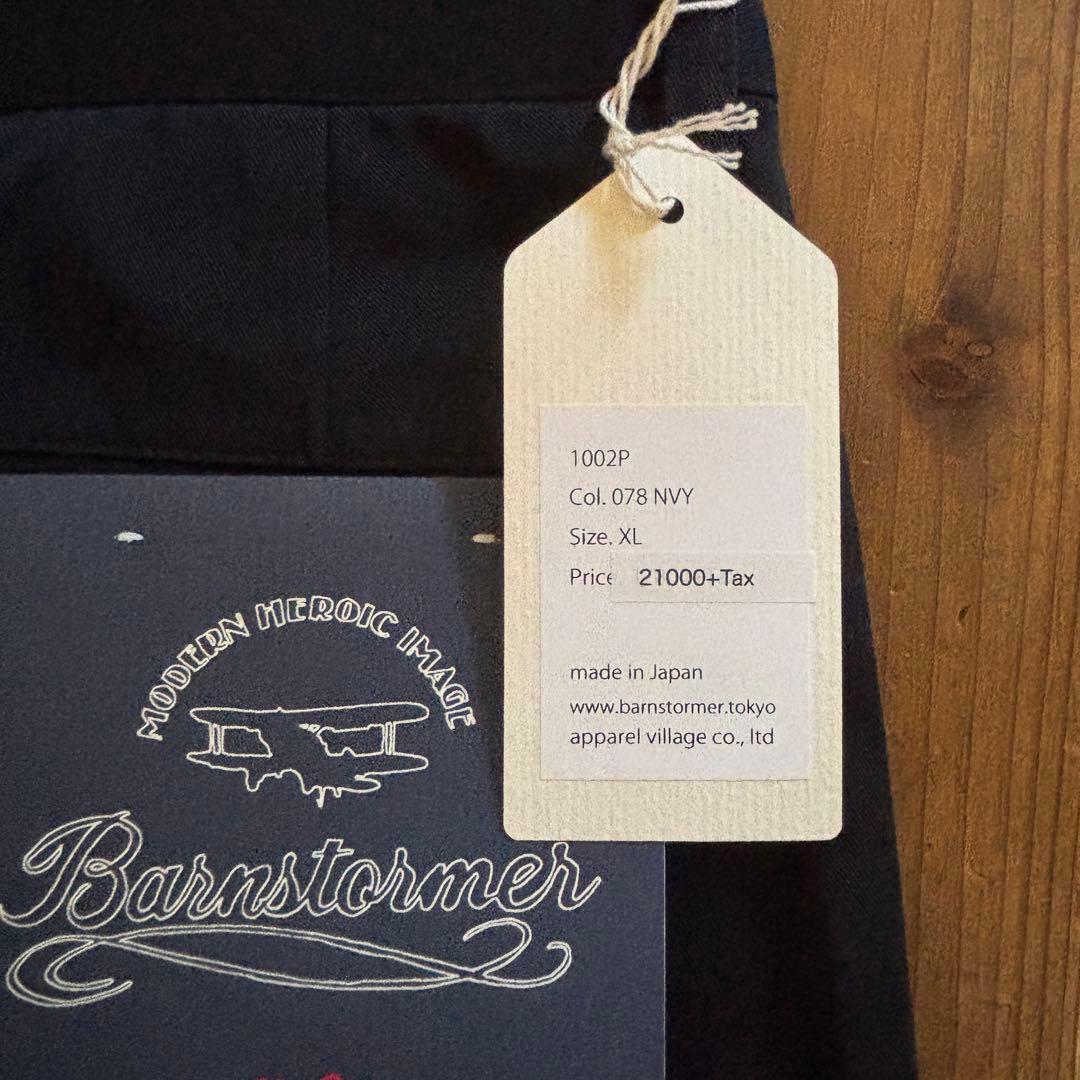 1002P
Col. 078 NVY
Size. XL
Price 21000+Tax
made in Japan
www.barnstormer.tokyo
apparel village co., ltd
MODERN HEROIC IMAGE
Barnstormer